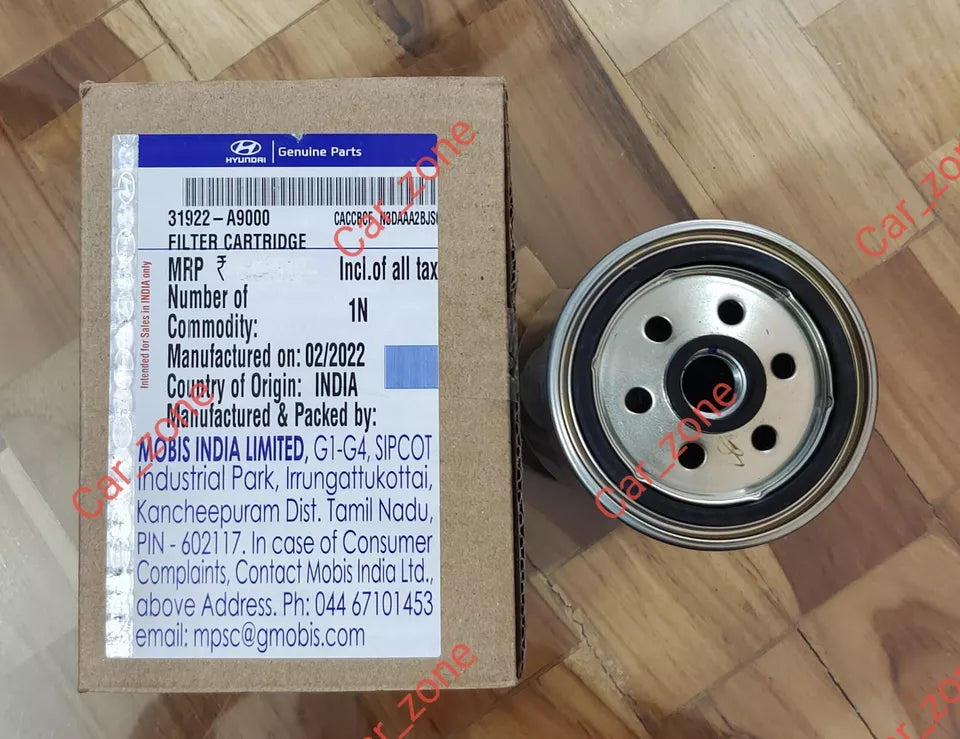 HYUNDAI | Genuine Parts
31922-A9000
FILTER CARTRIDGE
MRP ₹ Incl.of all tax
Number of
Commodity: 1N
Manufactured on: 02/2022
Country of Origin: INDIA
Manufactured & Packed by:
MOBIS INDIA LIMITED, G1-G4, SIPCOT
Industrial Park, Irrungattukottai,
Kancheepuram Dist. Tamil Nadu,
PIN - 602117. In case of Consumer
Complaints, Contact Mobis India Ltd.,
above Address. Ph: 044 67101453
email: mpsc@gmobis.com
Intended for Sales in INDIA only
Car_zone
Car_zone
Car_zone
Car_zone
Car_zone